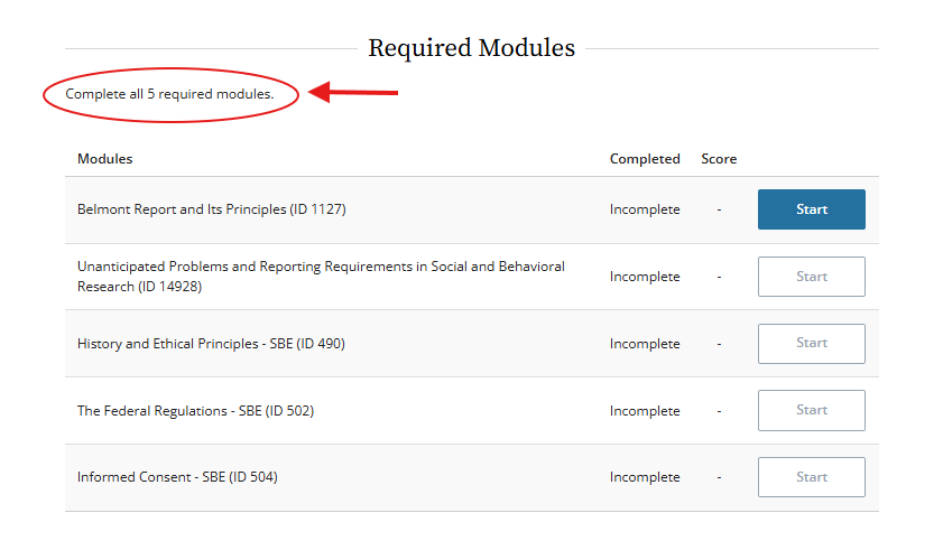 Required Modules
Complete all 5 required modules.
Modules Completed Score
Belmont Report and Its Principles (ID 1127) Incomplete - Start
Unanticipated Problems and Reporting Requirements in Social and Behavioral
Research (ID 14928) Incomplete - Start
History and Ethical Principles - SBE (ID 490) Incomplete - Start
The Federal Regulations - SBE (ID 502) Incomplete - Start
Informed Consent - SBE (ID 504) Incomplete - Start